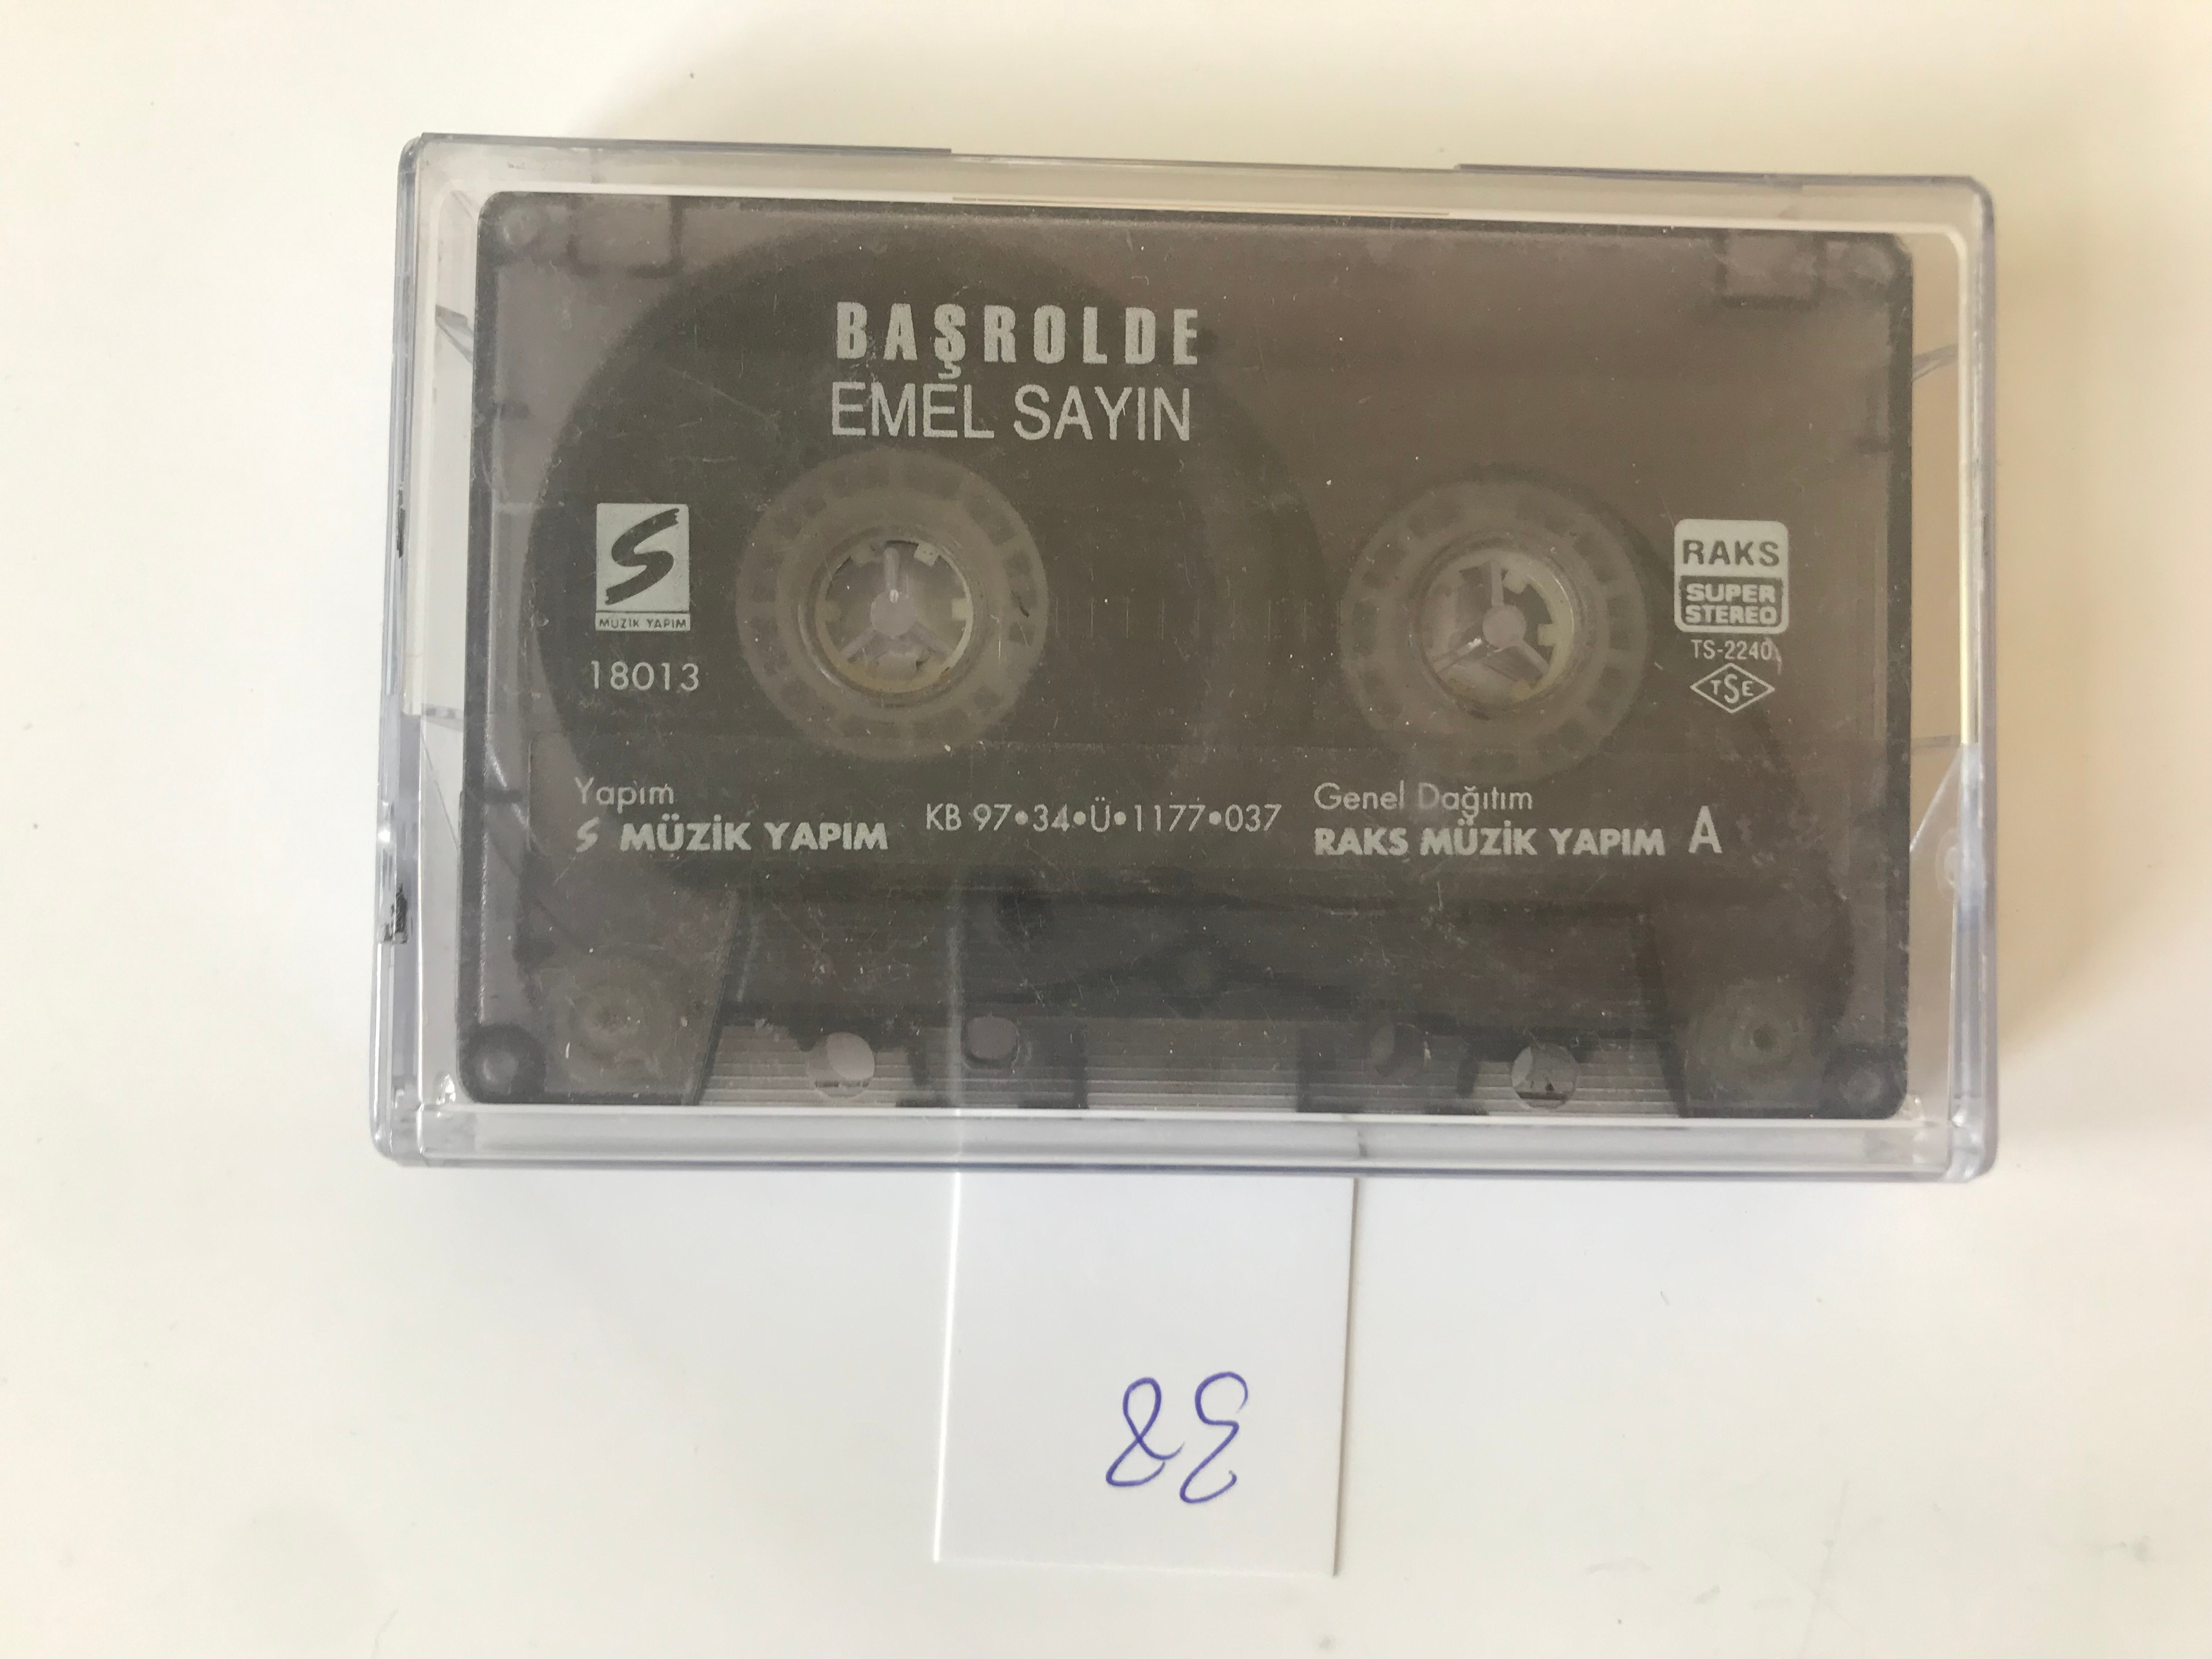 BAŞROLDE
EMEL SAYIN
S
MÜZİK YAPIM
18013
RAKS
SUPER
STEREO
TS-2240
TSE
Yapım
S MÜZİK YAPIM
KB 97•34•Ü•1177•037
Genel Dağıtım
RAKS MÜZİK YAPIM A
38